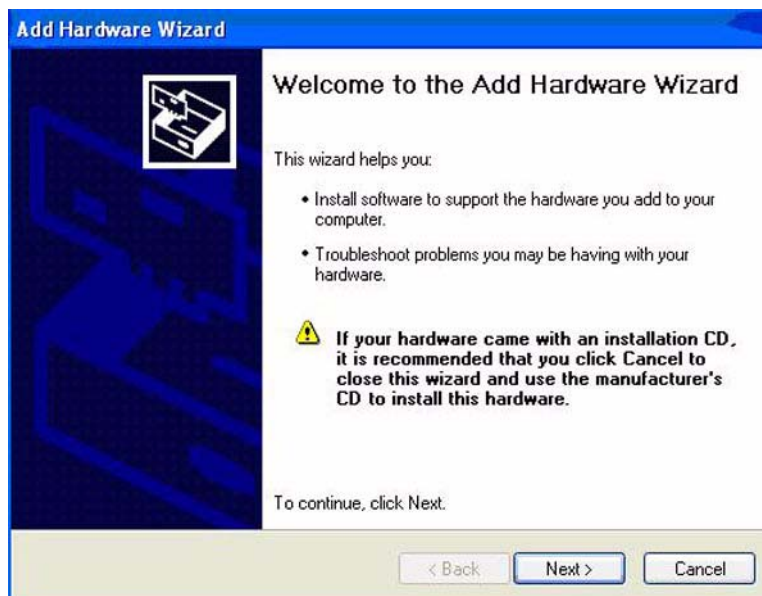 Add Hardware Wizard
Welcome to the Add Hardware Wizard
This wizard helps you:
• Install software to support the hardware you add to your
computer.
• Troubleshoot problems you may be having with your
hardware.
If your hardware came with an installation CD,
it is recommended that you click Cancel to
close this wizard and use the manufacturer's
CD to install this hardware.
To continue, click Next.
< Back Next > Cancel